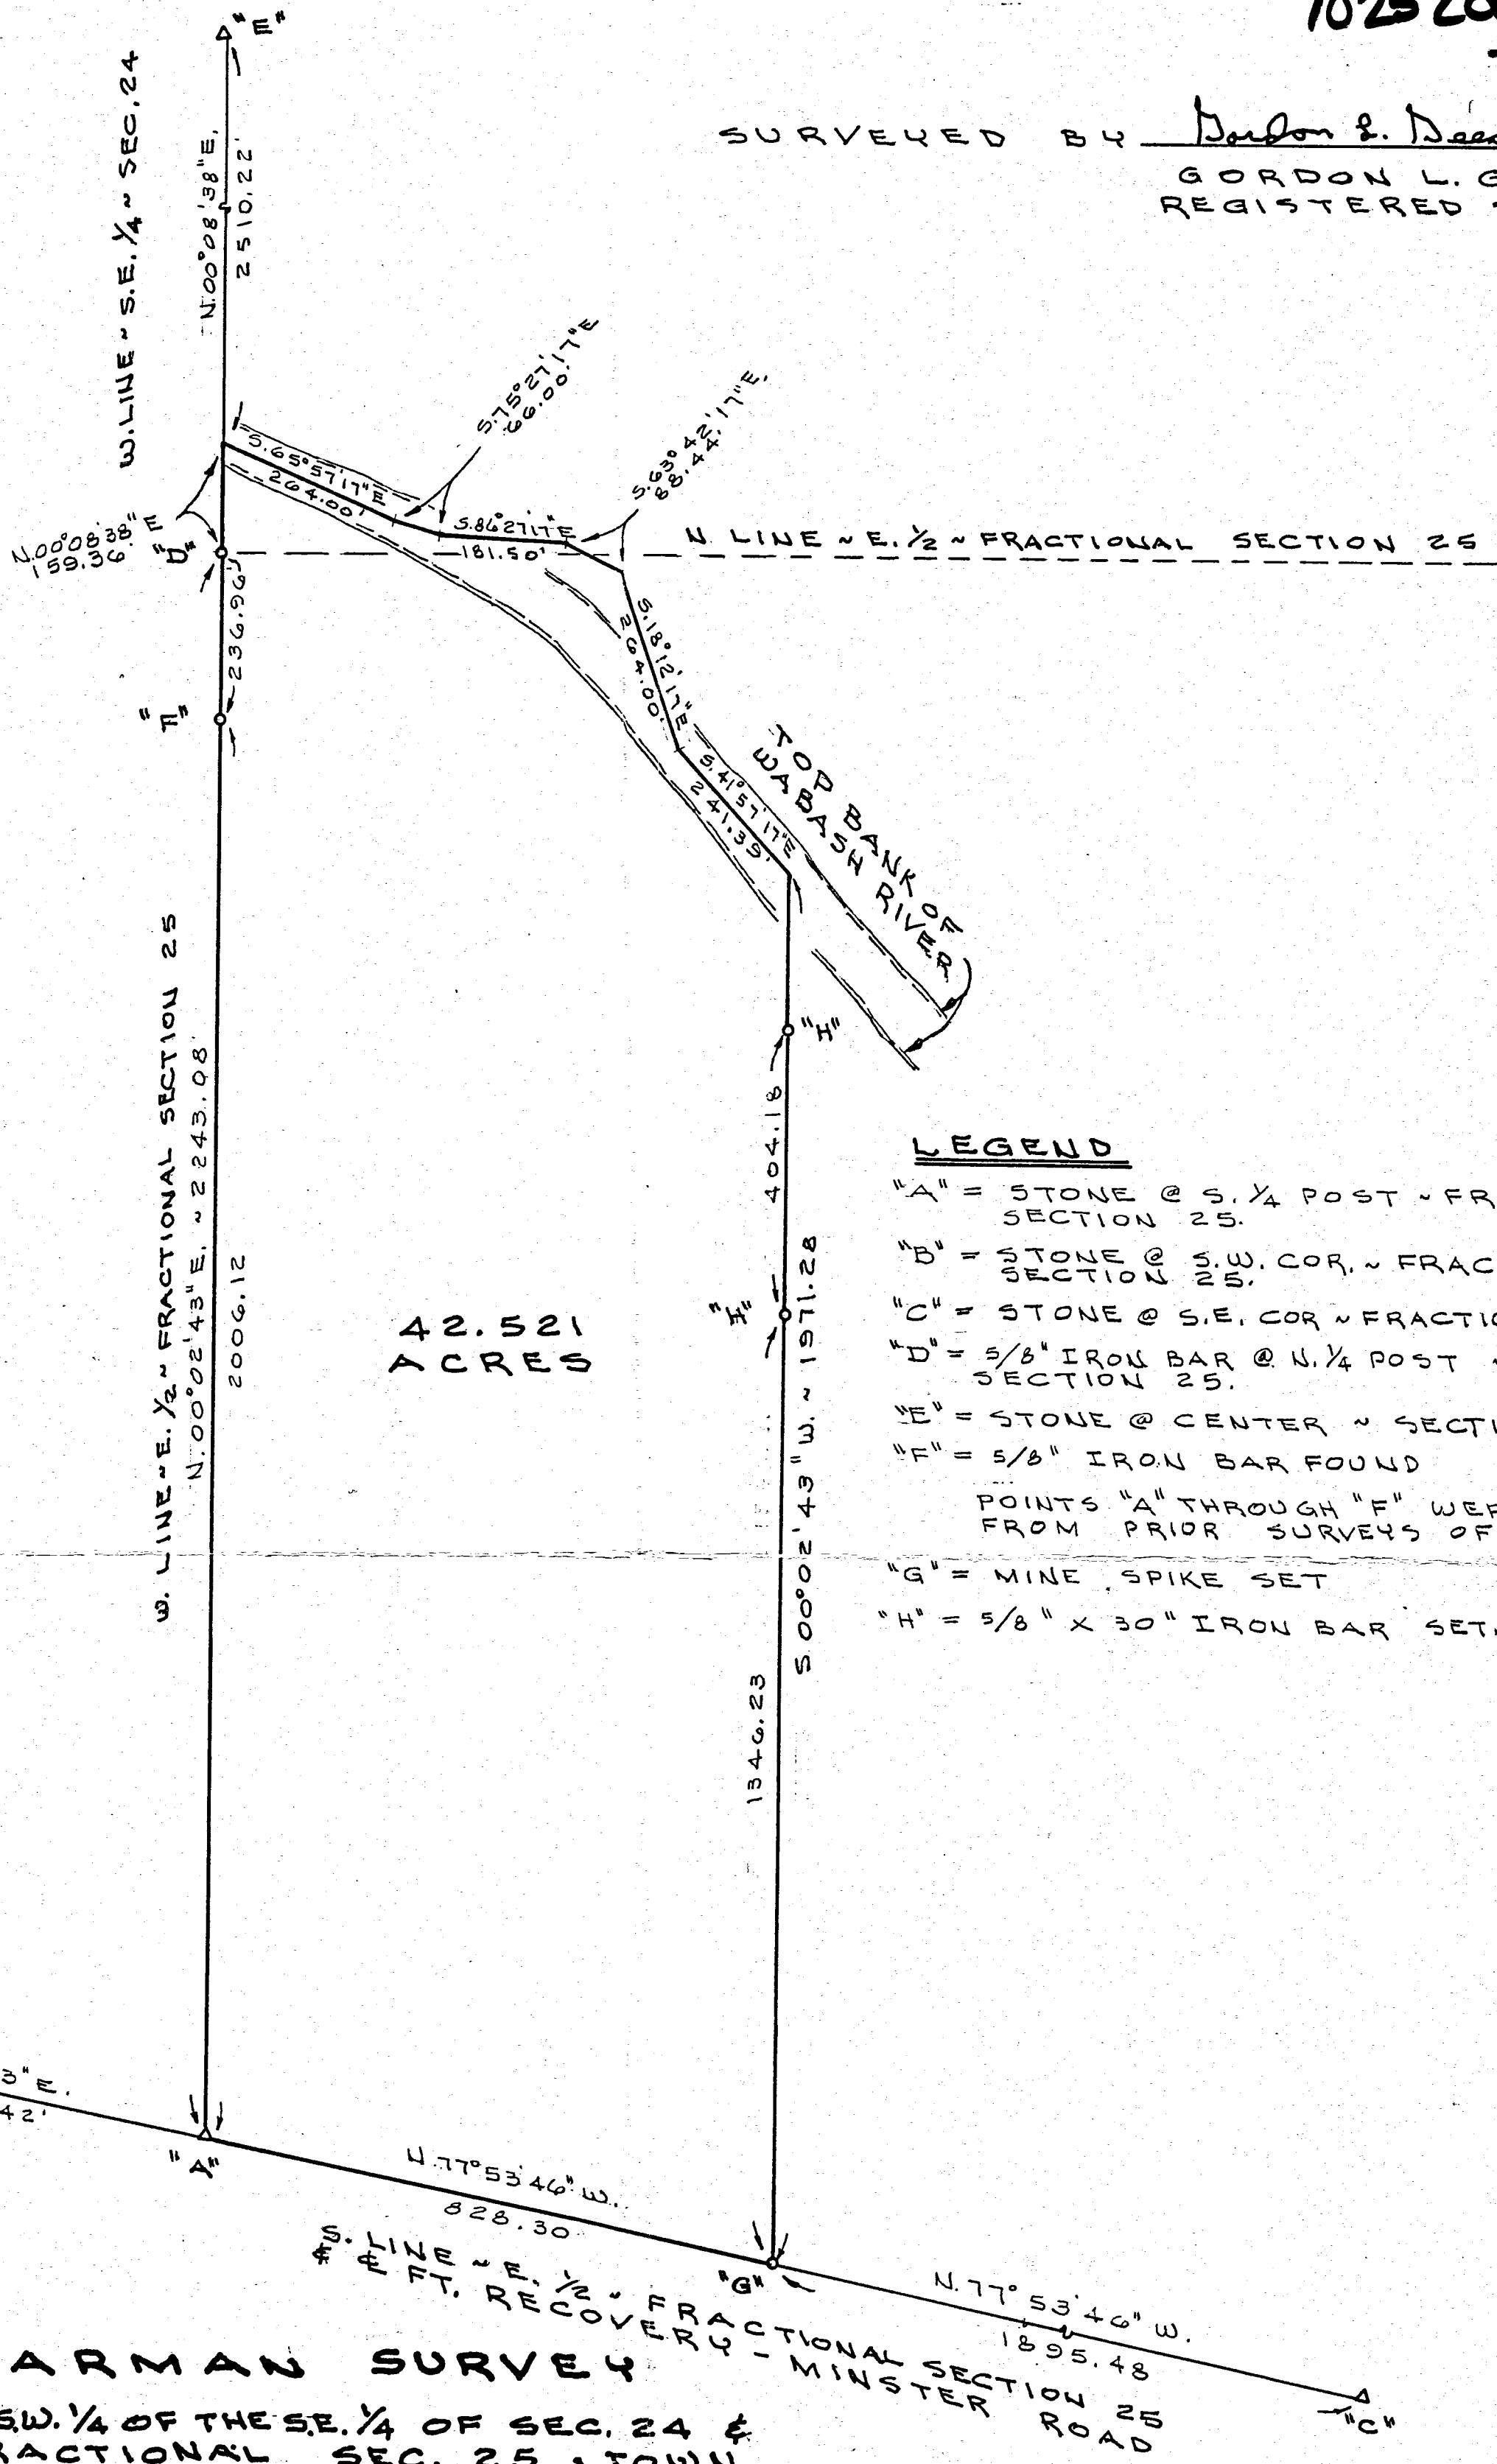 "E"
W. LINE ~ S.E. 1/4 ~ SEC. 24
N.00°08'38"E.
2510.22'
SURVEYED BY
GORDON L.
REGISTERED
S.75°27'17"E
66.00'
S.63°42'17"E.
88.44'
S.65°57'17"E
264.00'
S.86°27'17"E
181.50'
N. LINE ~ E. 1/2 ~ FRACTIONAL SECTION 25
N.00°08'38"E
159.36'
"D"
236.96'
"F"
S.18°12'17"E
264.00'
S.41°57'17"E
241.39'
TOP BANK OF
WABASH RIVER
"H"
404.18
"H"
W. LINE ~ E. 1/2 ~ FRACTIONAL SECTION 25
N.00°02'43"E. ~ 2243.08'
2006.12
42.521
ACRES
S 00°02'43"W. ~ 1971.28
1346.23
LEGEND
"A" = STONE @ S. 1/4 POST ~ FR
SECTION 25.
"B" = STONE @ S.W. COR. ~ FRAC
SECTION 25.
"C" = STONE @ S.E. COR ~ FRACTIO
"D" = 5/8" IRON BAR @ N. 1/4 POST ~
SECTION 25.
"E" = STONE @ CENTER ~ SECTI
"F" = 5/8" IRON BAR FOUND
POINTS "A" THROUGH "F" WER
FROM PRIOR SURVEYS OF
"G" = MINE SPIKE SET
"H" = 5/8" X 30" IRON BAR SET.
3"E.
42'
"A"
N.77°53'46"W.
828.30
S. LINE ~ E. 1/2 ~ FRACTIONAL SECTION 25
& ℄ FT. RECOVERY - MINSTER ROAD
"G"
N.77°53'46"W.
1895.48
"C"
ARMAN SURVEY
S.W. 1/4 OF THE S.E. 1/4 OF SEC. 24 &
RACTIONAL SEC. 25, TOWN